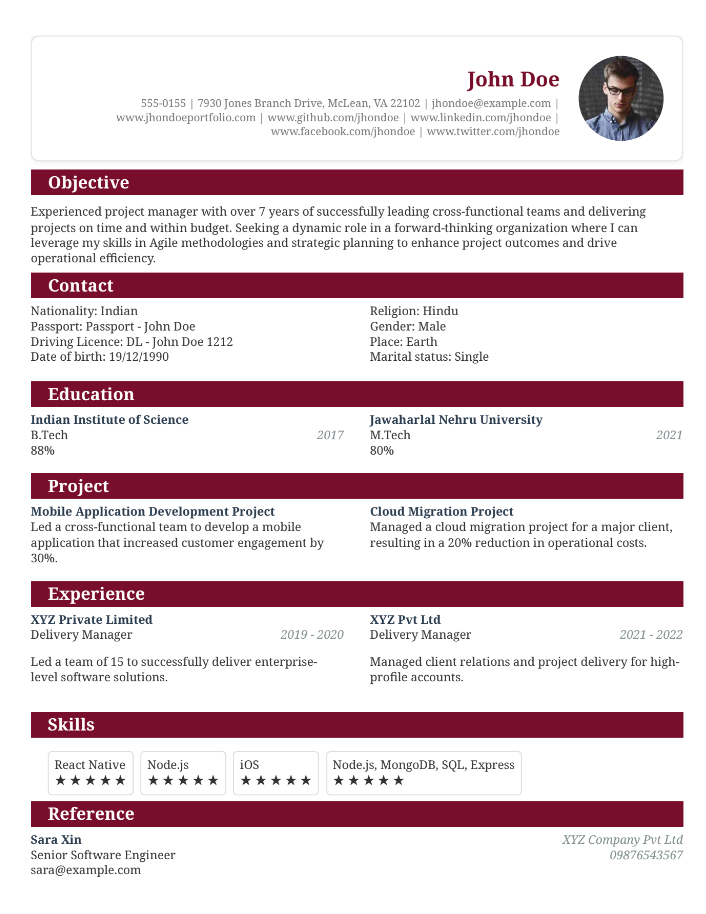 John Doe
555-0155 | 7930 Jones Branch Drive, McLean, VA 22102 | jhondoe@example.com |
www.jhondoeportfolio.com | www.github.com/jhondoe | www.linkedin.com/jhondoe |
www.facebook.com/jhondoe | www.twitter.com/jhondoe
Objective
Experienced project manager with over 7 years of successfully leading cross-functional teams and delivering
projects on time and within budget. Seeking a dynamic role in a forward-thinking organization where I can
leverage my skills in Agile methodologies and strategic planning to enhance project outcomes and drive
operational efficiency.
Contact
Nationality: Indian
Passport: Passport - John Doe
Driving Licence: DL - John Doe 1212
Date of birth: 19/12/1990
Religion: Hindu
Gender: Male
Place: Earth
Marital status: Single
Education
Indian Institute of Science
B.Tech 2017
88%
Jawaharlal Nehru University
M.Tech 2021
80%
Project
Mobile Application Development Project
Led a cross-functional team to develop a mobile
application that increased customer engagement by
30%.
Cloud Migration Project
Managed a cloud migration project for a major client,
resulting in a 20% reduction in operational costs.
Experience
XYZ Private Limited
Delivery Manager 2019 - 2020
Led a team of 15 to successfully deliver enterprise-
level software solutions.
XYZ Pvt Ltd
Delivery Manager 2021 - 2022
Managed client relations and project delivery for high-
profile accounts.
Skills
React Native
★ ★ ★ ★ ★
Node.js
★ ★ ★ ★ ★
iOS
★ ★ ★ ★ ★
Node.js, MongoDB, SQL, Express
★ ★ ★ ★ ★
Reference
Sara Xin XYZ Company Pvt Ltd
Senior Software Engineer 09876543567
sara@example.com